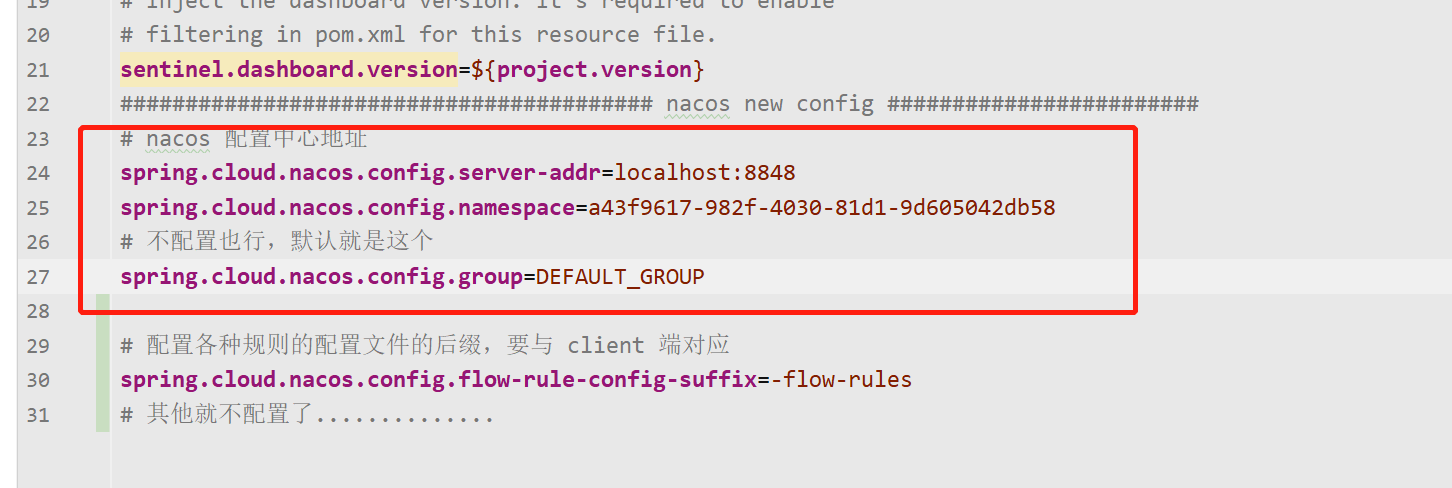 19 # Inject the dashboard version. It's required to enable
20 # filtering in pom.xml for this resource file.
21 sentinel.dashboard.version=${project.version}
22 ######################################### nacos new config ########################
23 # nacos 配置中心地址
24 spring.cloud.nacos.config.server-addr=localhost:8848
25 spring.cloud.nacos.config.namespace=a43f9617-982f-4030-81d1-9d605042db58
26 # 不配置也行，默认就是这个
27 spring.cloud.nacos.config.group=DEFAULT_GROUP
28
29 # 配置各种规则的配置文件的后缀，要与 client 端对应
30 spring.cloud.nacos.config.flow-rule-config-suffix=-flow-rules
31 # 其他就不配置了..............